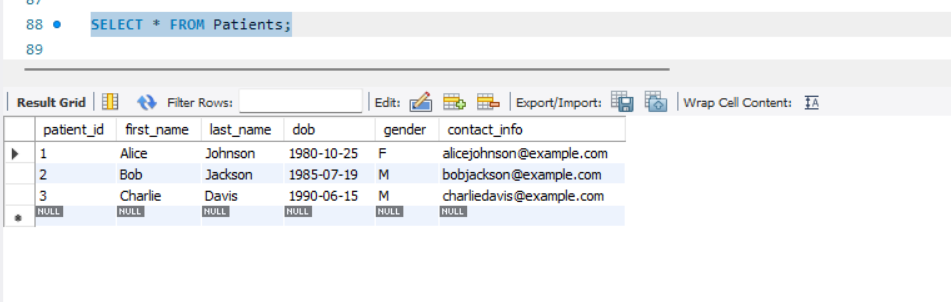 87
88 SELECT * FROM Patients;
89
Result Grid Filter Rows: Edit: Export/Import: Wrap Cell Content: IA
patient_id first_name last_name dob gender contact_info
1 Alice Johnson 1980-10-25 F alicejohnson@example.com
2 Bob Jackson 1985-07-19 M bobjackson@example.com
3 Charlie Davis 1990-06-15 M charliedavis@example.com
NULL NULL NULL NULL NULL NULL